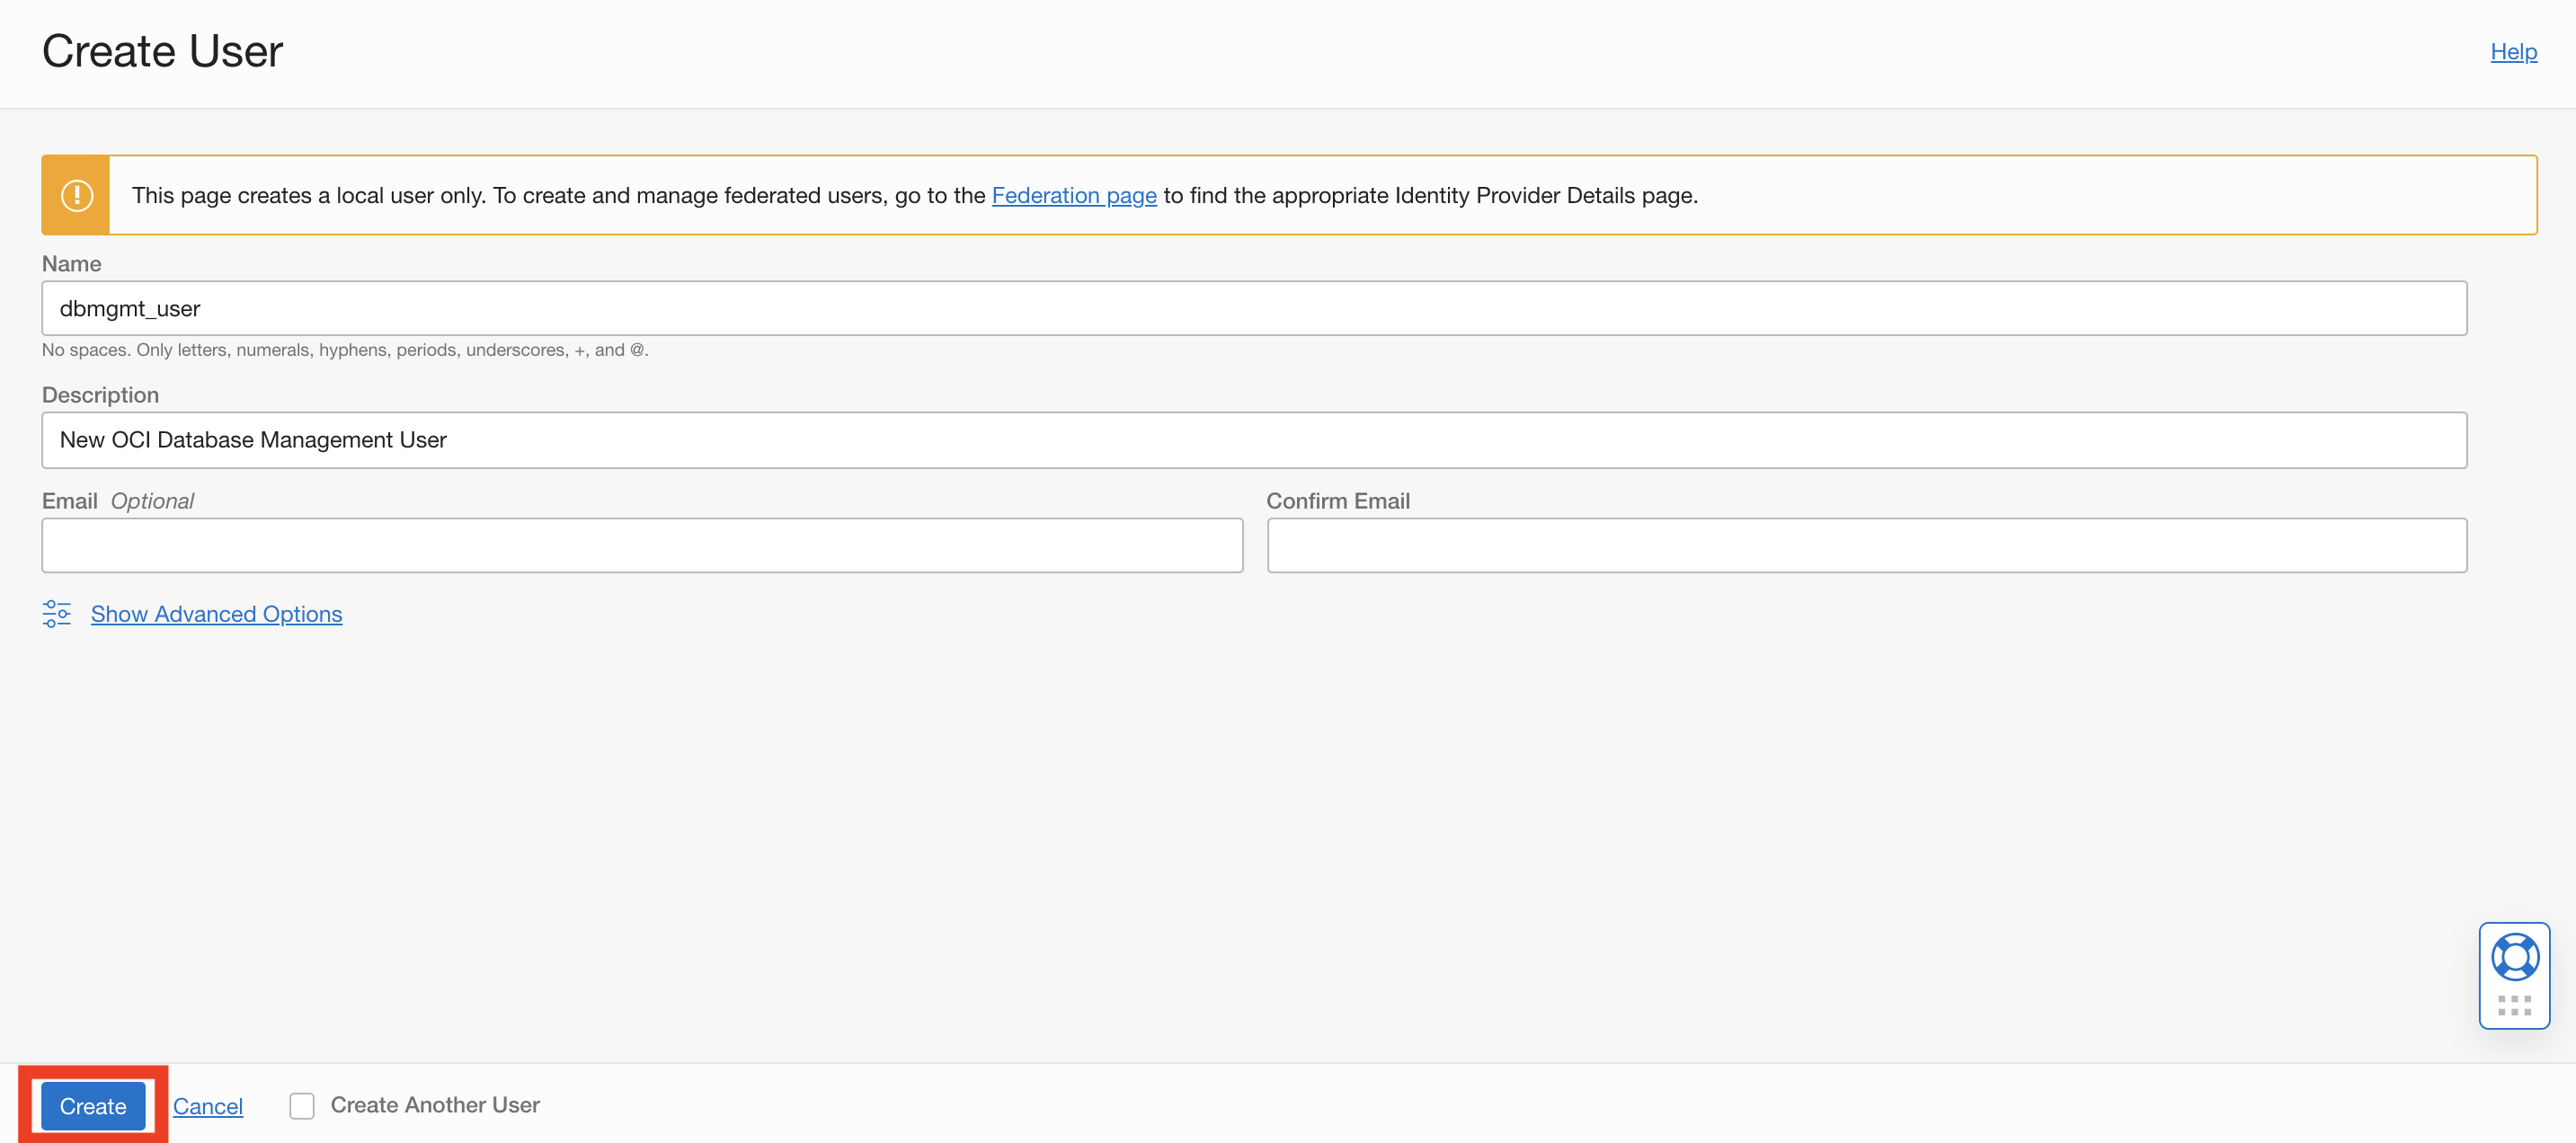 Create User
Help
This page creates a local user only. To create and manage federated users, go to the Federation page to find the appropriate Identity Provider Details page.
Name
dbmgmt_user
No spaces. Only letters, numerals, hyphens, periods, underscores, +, and @.
Description
New OCI Database Management User
Email Optional
Confirm Email
Show Advanced Options
Create
Cancel
Create Another User